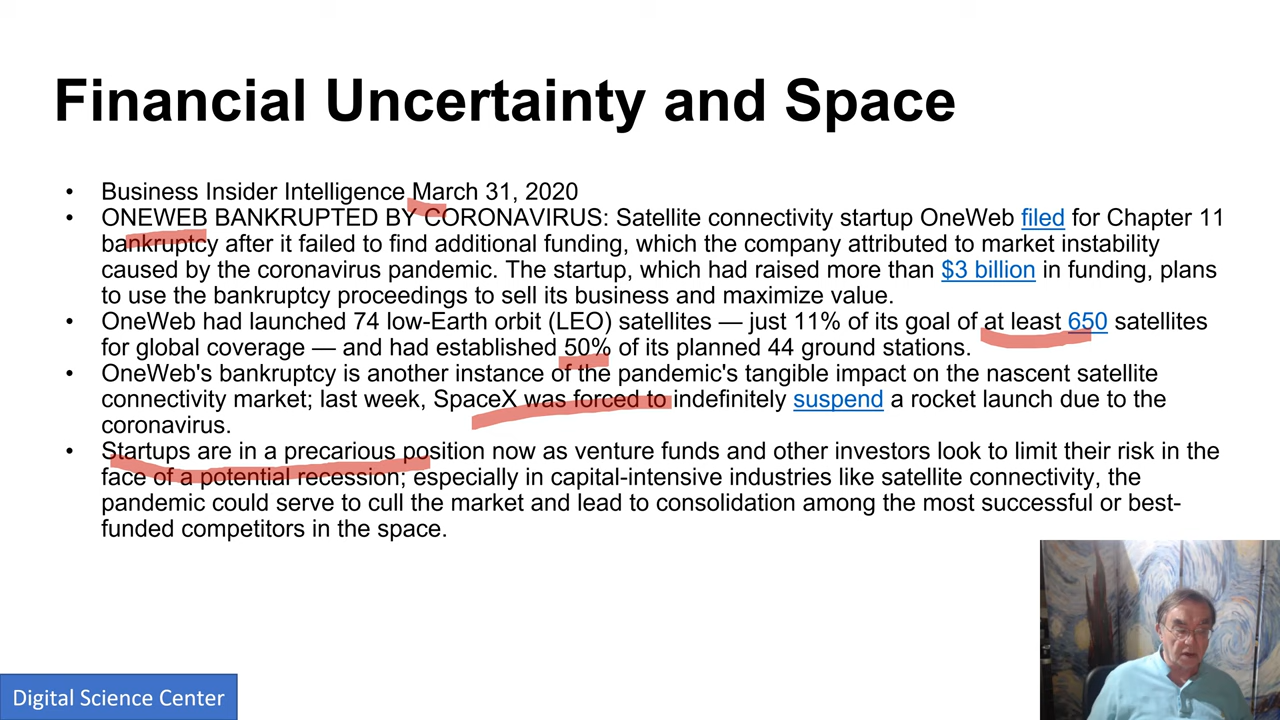 Financial Uncertainty and Space
• Business Insider Intelligence March 31, 2020
• ONEWEB BANKRUPTED BY CORONAVIRUS: Satellite connectivity startup OneWeb filed for Chapter 11
bankruptcy after it failed to find additional funding, which the company attributed to market instability
caused by the coronavirus pandemic. The startup, which had raised more than $3 billion in funding, plans
to use the bankruptcy proceedings to sell its business and maximize value.
• OneWeb had launched 74 low-Earth orbit (LEO) satellites — just 11% of its goal of at least 650 satellites
for global coverage — and had established 50% of its planned 44 ground stations.
• OneWeb's bankruptcy is another instance of the pandemic's tangible impact on the nascent satellite
connectivity market; last week, SpaceX was forced to indefinitely suspend a rocket launch due to the
coronavirus.
• Startups are in a precarious position now as venture funds and other investors look to limit their risk in the
face of a potential recession; especially in capital-intensive industries like satellite connectivity, the
pandemic could serve to cull the market and lead to consolidation among the most successful or best-
funded competitors in the space.
Digital Science Center